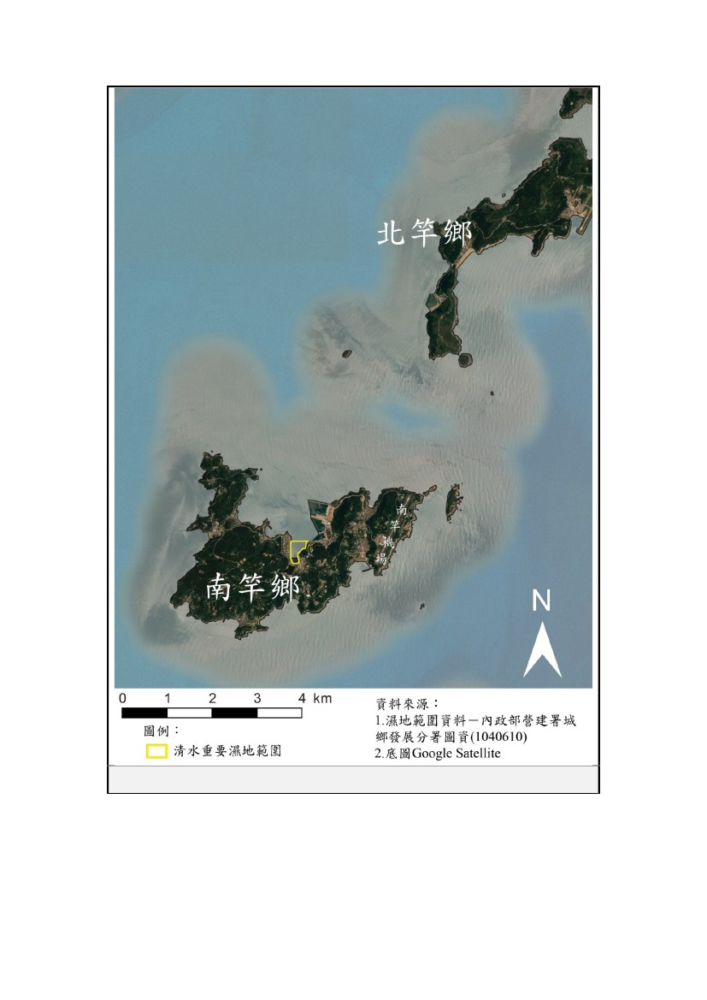 北竿鄉
南竿機場
南竿鄉
N
0 1 2 3 4 km
圖例：
清水重要濕地範圍
資料來源：
1.濕地範圍資料－內政部營建署城
鄉發展分署圖資(1040610)
2.底圖Google Satellite